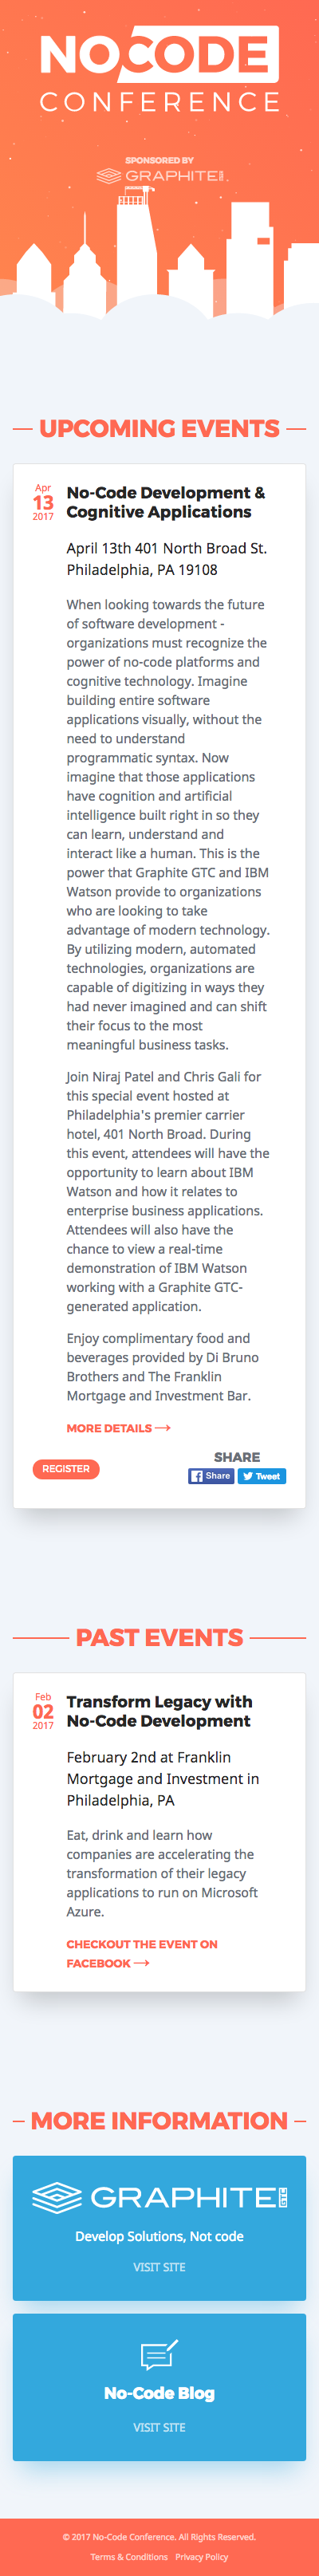 NOCODE
CONFERENCE
SPONSORED BY
GRAPHITE
UPCOMING EVENTS
Apr
13
2017
No-Code Development &
Cognitive Applications
April 13th 401 North Broad St.
Philadelphia, PA 19108
When looking towards the future
of software development -
organizations must recognize the
power of no-code platforms and
cognitive technology. Imagine
building entire software
applications visually, without the
need to understand
programmatic syntax. Now
imagine that those applications
have cognition and artificial
intelligence built right in so they
can learn, understand and
interact like a human. This is the
power that Graphite GTC and IBM
Watson provide to organizations
who are looking to take
advantage of modern technology.
By utilizing modern, automated
technologies, organizations are
capable of digitizing in ways they
had never imagined and can shift
their focus to the most
meaningful business tasks.
Join Niraj Patel and Chris Gali for
this special event hosted at
Philadelphia's premier carrier
hotel, 401 North Broad. During
this event, attendees will have the
opportunity to learn about IBM
Watson and how it relates to
enterprise business applications.
Attendees will also have the
chance to view a real-time
demonstration of IBM Watson
working with a Graphite GTC-
generated application.
Enjoy complimentary food and
beverages provided by Di Bruno
Brothers and The Franklin
Mortgage and Investment Bar.
MORE DETAILS →
REGISTER
SHARE
Share
Tweet
PAST EVENTS
Feb
02
2017
Transform Legacy with
No-Code Development
February 2nd at Franklin
Mortgage and Investment in
Philadelphia, PA
Eat, drink and learn how
companies are accelerating the
transformation of their legacy
applications to run on Microsoft
Azure.
CHECKOUT THE EVENT ON
FACEBOOK →
MORE INFORMATION
GRAPHITE GTC
Develop Solutions, Not code
VISIT SITE
No-Code Blog
VISIT SITE
© 2017 No-Code Conference. All Rights Reserved.
Terms & Conditions Privacy Policy